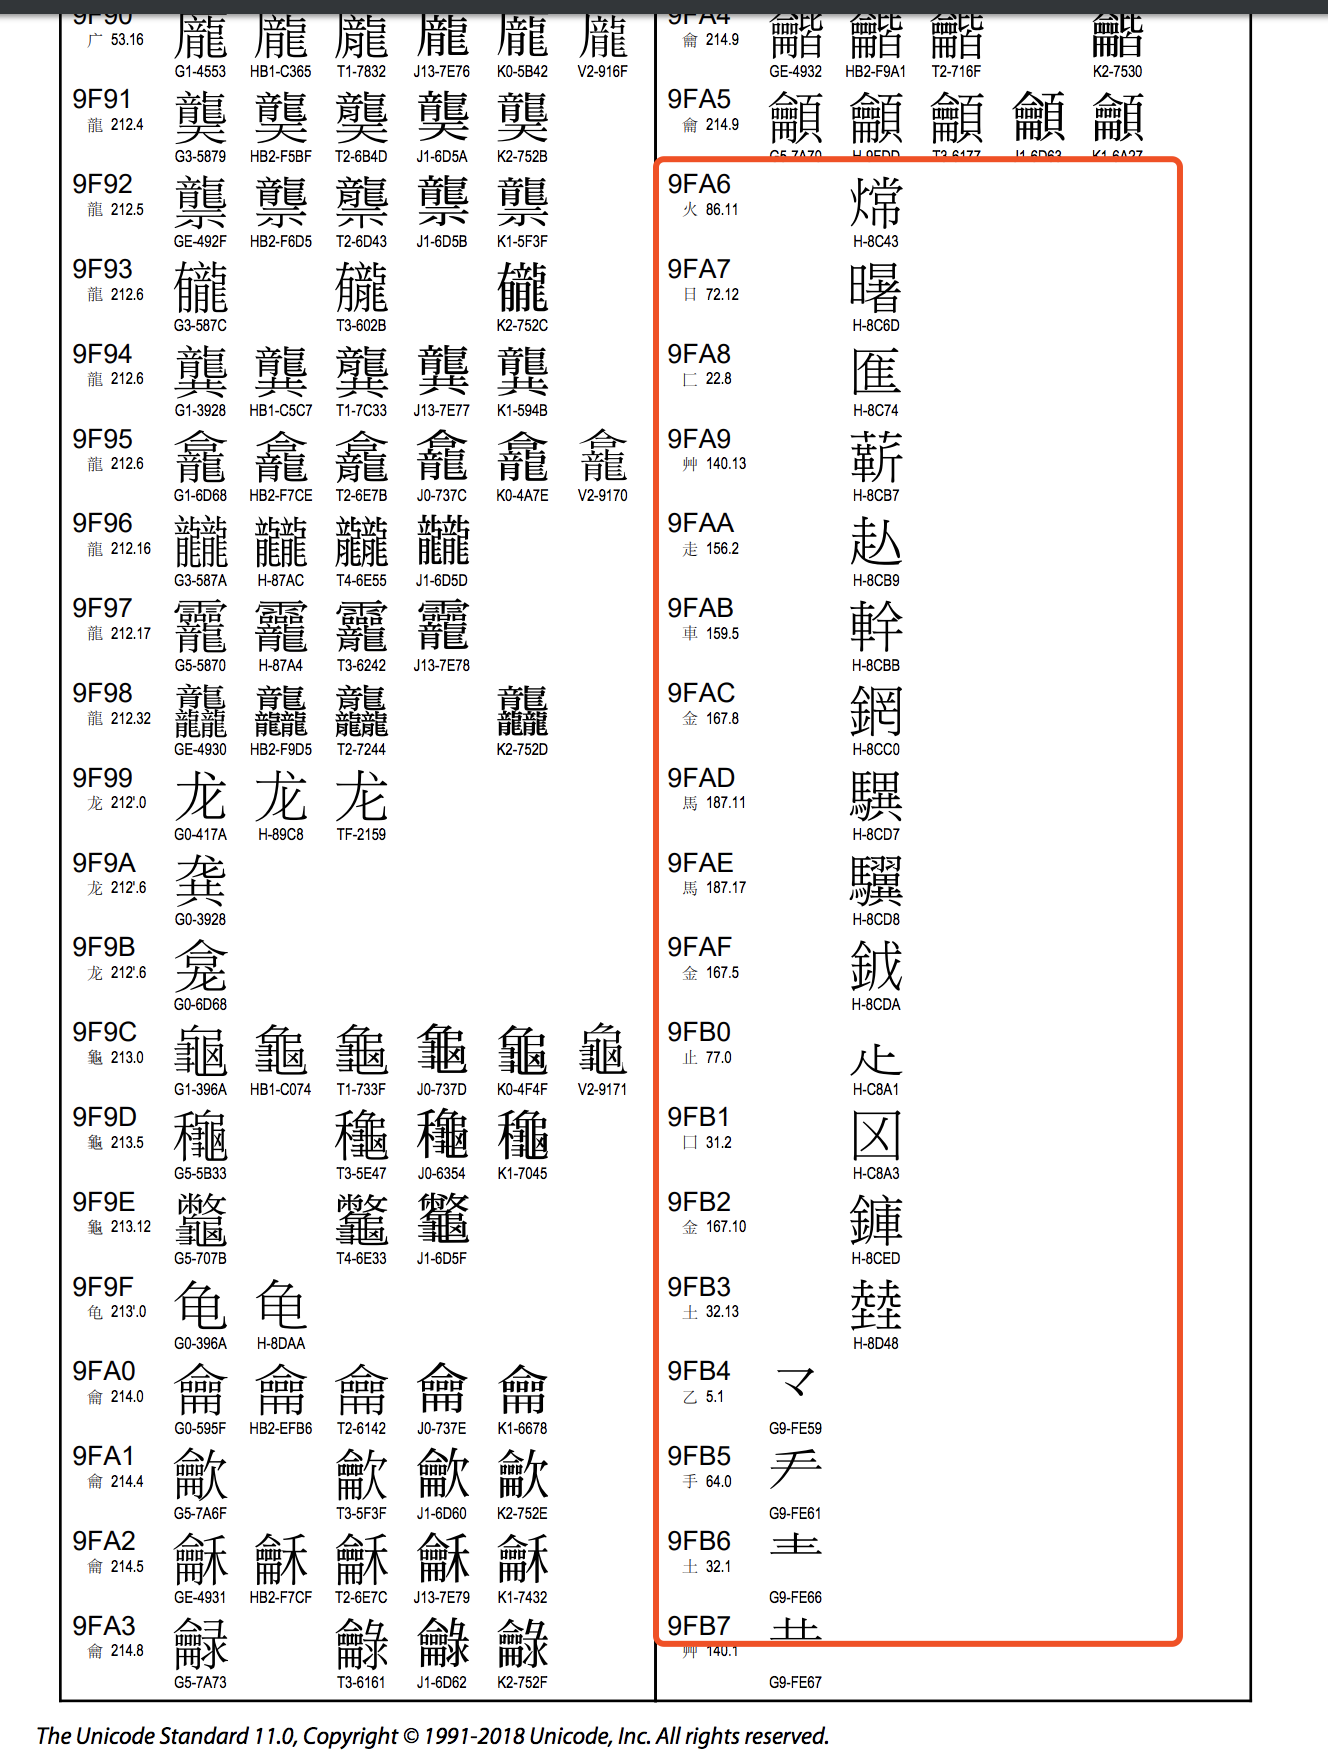 9F90 龐 龐 龐 龐 龐 龐
广 53.16
G1-4553 HB1-C365 T1-7832 J13-7E76 K0-5B42 V2-916F
9F91 龑 龑 龑 龑 龑
龍 212.4
G3-5879 HB2-F5BF T2-6B4D J1-6D5A K2-752B
9F92 龒 龒 龒 龒 龒
龍 212.5
GE-492F HB2-F6D5 T2-6D43 J1-6D5B K1-5F3F
9F93 龓 龓 龓
龍 212.6
G3-587C T3-602B K2-752C
9F94 龔 龔 龔 龔 龔
龍 212.6
G1-3928 HB1-C5C7 T1-7C33 J13-7E77 K1-594B
9F95 龕 龕 龕 龕 龕 龕
龍 212.6
G1-6D68 HB2-F7CE T2-6E7B J0-737C K0-4A7E V2-9170
9F96 龖 龖 龖 龖
龍 212.16
G3-587A H-87AC T4-6E55 J1-6D5D
9F97 龗 龗 龗 龗
龍 212.17
G5-5870 H-87A4 T3-6242 J13-7E78
9F98 龘 龘 龘 龘
龍 212.32
GE-4930 HB2-F9D5 T2-7244 K2-752D
9F99 龙 龙 龙
龙 212'.0
G0-417A H-89C8 TF-2159
9F9A 龚
龙 212'.6
G0-3928
9F9B 龛
龙 212'.6
G0-6D68
9F9C 龜 龜 龜 龜 龜 龜
龜 213.0
G1-396A HB1-C074 T1-733F J0-737D K0-4F4F V2-9171
9F9D 龝 龝 龝 龝
龜 213.5
G5-5B33 T3-5E47 J0-6354 K1-7045
9F9E 龞 龞 龞
龜 213.12
G5-707B T4-6E33 J1-6D5F
9F9F 龟 龟
龟 213'.0
G0-396A H-8DAA
9FA0 龠 龠 龠 龠 龠
龠 214.0
G0-595F HB2-EFB6 T2-6142 J0-737E K1-6678
9FA1 龡 龡 龡 龡
龠 214.4
G5-7A6F T3-5F3F J1-6D60 K2-752E
9FA2 龢 龢 龢 龢 龢
龠 214.5
GE-4931 HB2-F7CF T2-6E7C J13-7E79 K1-7432
9FA3 龣 龣 龣 龣
龠 214.8
G5-7A73 T3-6161 J1-6D62 K2-752F
9FA4 龤 龤 龤 龤
龠 214.9
GE-4932 HB2-F9A1 T2-716F K2-7530
9FA5 龥 龥 龥 龥 龥
龠 214.9
G5-7A70 H-9FDD T3-6177 J1-6D63 K1-6A27
9FA6 龦
火 86.11
H-8C43
9FA7 龧
日 72.12
H-8C6D
9FA8 龨
匚 22.8
H-8C74
9FA9 龩
艸 140.13
H-8CB7
9FAA 龪
走 156.2
H-8CB9
9FAB 龫
車 159.5
H-8CBB
9FAC 龬
金 167.8
H-8CC0
9FAD 龭
馬 187.11
H-8CD7
9FAE 龮
馬 187.17
H-8CD8
9FAF 龯
金 167.5
H-8CDA
9FB0 龰
止 77.0
H-C8A1
9FB1 龱
囗 31.2
H-C8A3
9FB2 龲
金 167.10
H-8CED
9FB3 龳
土 32.13
H-8D48
9FB4 龴
乙 5.1
G9-FE59
9FB5 龵
手 64.0
G9-FE61
9FB6 龶
土 32.1
G9-FE66
9FB7 龷
艸 140.1
G9-FE67
The Unicode Standard 11.0, Copyright © 1991-2018 Unicode, Inc. All rights reserved.